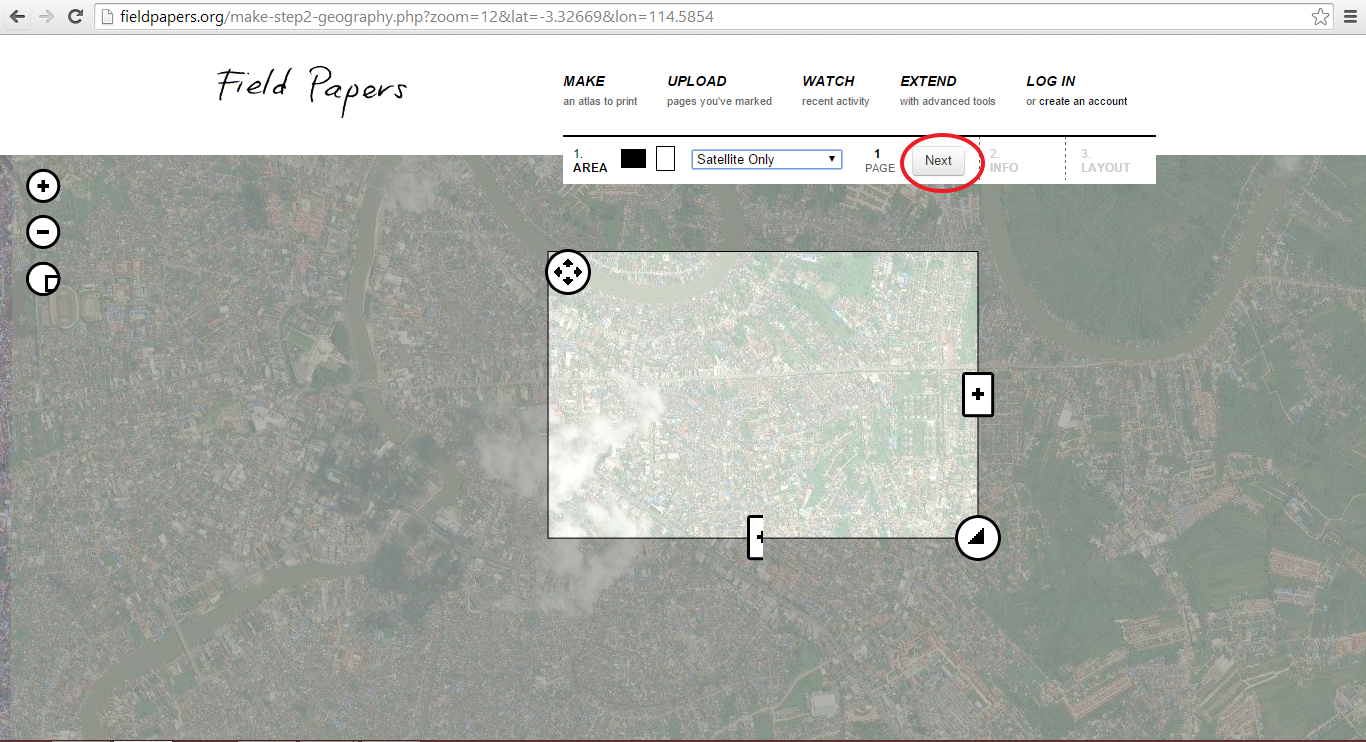 fieldpapers.org/make-step2-geography.php?zoom=12&lat=-3.32669&lon=114.5854
Field Papers
MAKE UPLOAD WATCH EXTEND LOG IN
an atlas to print pages you've marked recent activity with advanced tools or create an account
1. AREA Satellite Only 1 PAGE Next 2. INFO 3. LAYOUT